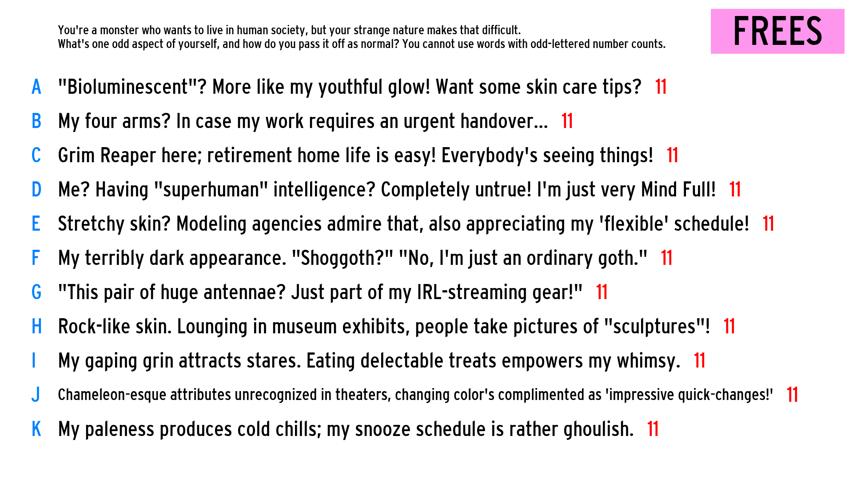 You're a monster who wants to live in human society, but your strange nature makes that difficult.
What's one odd aspect of yourself, and how do you pass it off as normal? You cannot use words with odd-lettered number counts.
FREES
A "Bioluminescent"? More like my youthful glow! Want some skin care tips? 11
B My four arms? In case my work requires an urgent handover... 11
C Grim Reaper here; retirement home life is easy! Everybody's seeing things! 11
D Me? Having "superhuman" intelligence? Completely untrue! I'm just very Mind Full! 11
E Stretchy skin? Modeling agencies admire that, also appreciating my 'flexible' schedule! 11
F My terribly dark appearance. "Shoggoth?" "No, I'm just an ordinary goth." 11
G "This pair of huge antennae? Just part of my IRL-streaming gear!" 11
H Rock-like skin. Lounging in museum exhibits, people take pictures of "sculptures"! 11
I My gaping grin attracts stares. Eating delectable treats empowers my whimsy. 11
J Chameleon-esque attributes unrecognized in theaters, changing color's complimented as 'impressive quick-changes!' 11
K My paleness produces cold chills; my snooze schedule is rather ghoulish. 11